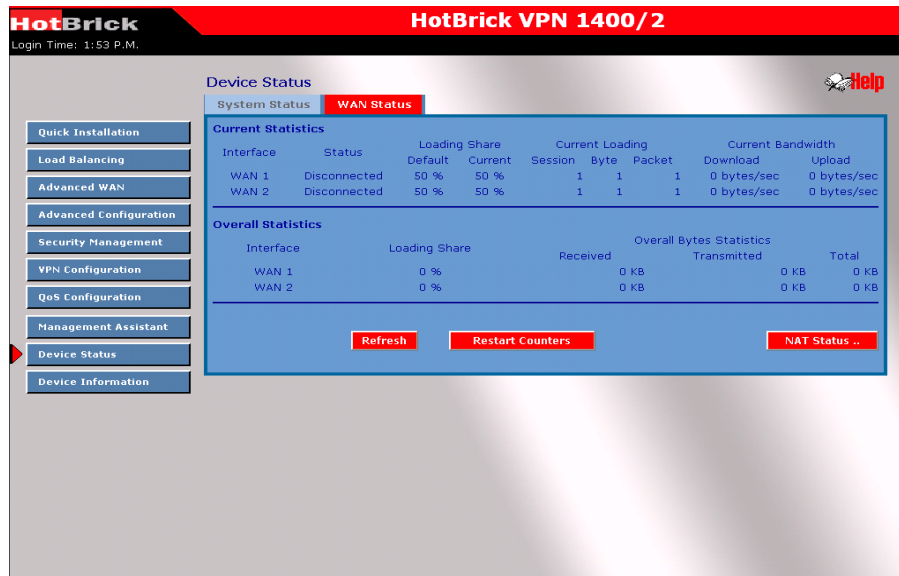 HotBrick
HotBrick VPN 1400/2
Login Time: 1:53 P.M.
Device Status
Help
System Status WAN Status
Quick Installation
Load Balancing
Advanced WAN
Advanced Configuration
Security Management
VPN Configuration
QoS Configuration
Management Assistant
Device Status
Device Information
Current Statistics
Interface Status Loading Share Current Loading Current Bandwidth
Default Current Session Byte Packet Download Upload
WAN 1 Disconnected 50 % 50 % 1 1 1 0 bytes/sec 0 bytes/sec
WAN 2 Disconnected 50 % 50 % 1 1 1 0 bytes/sec 0 bytes/sec
Overall Statistics
Interface Loading Share Overall Bytes Statistics
Received Transmitted Total
WAN 1 0 % 0 KB 0 KB 0 KB
WAN 2 0 % 0 KB 0 KB 0 KB
Refresh Restart Counters NAT Status ..